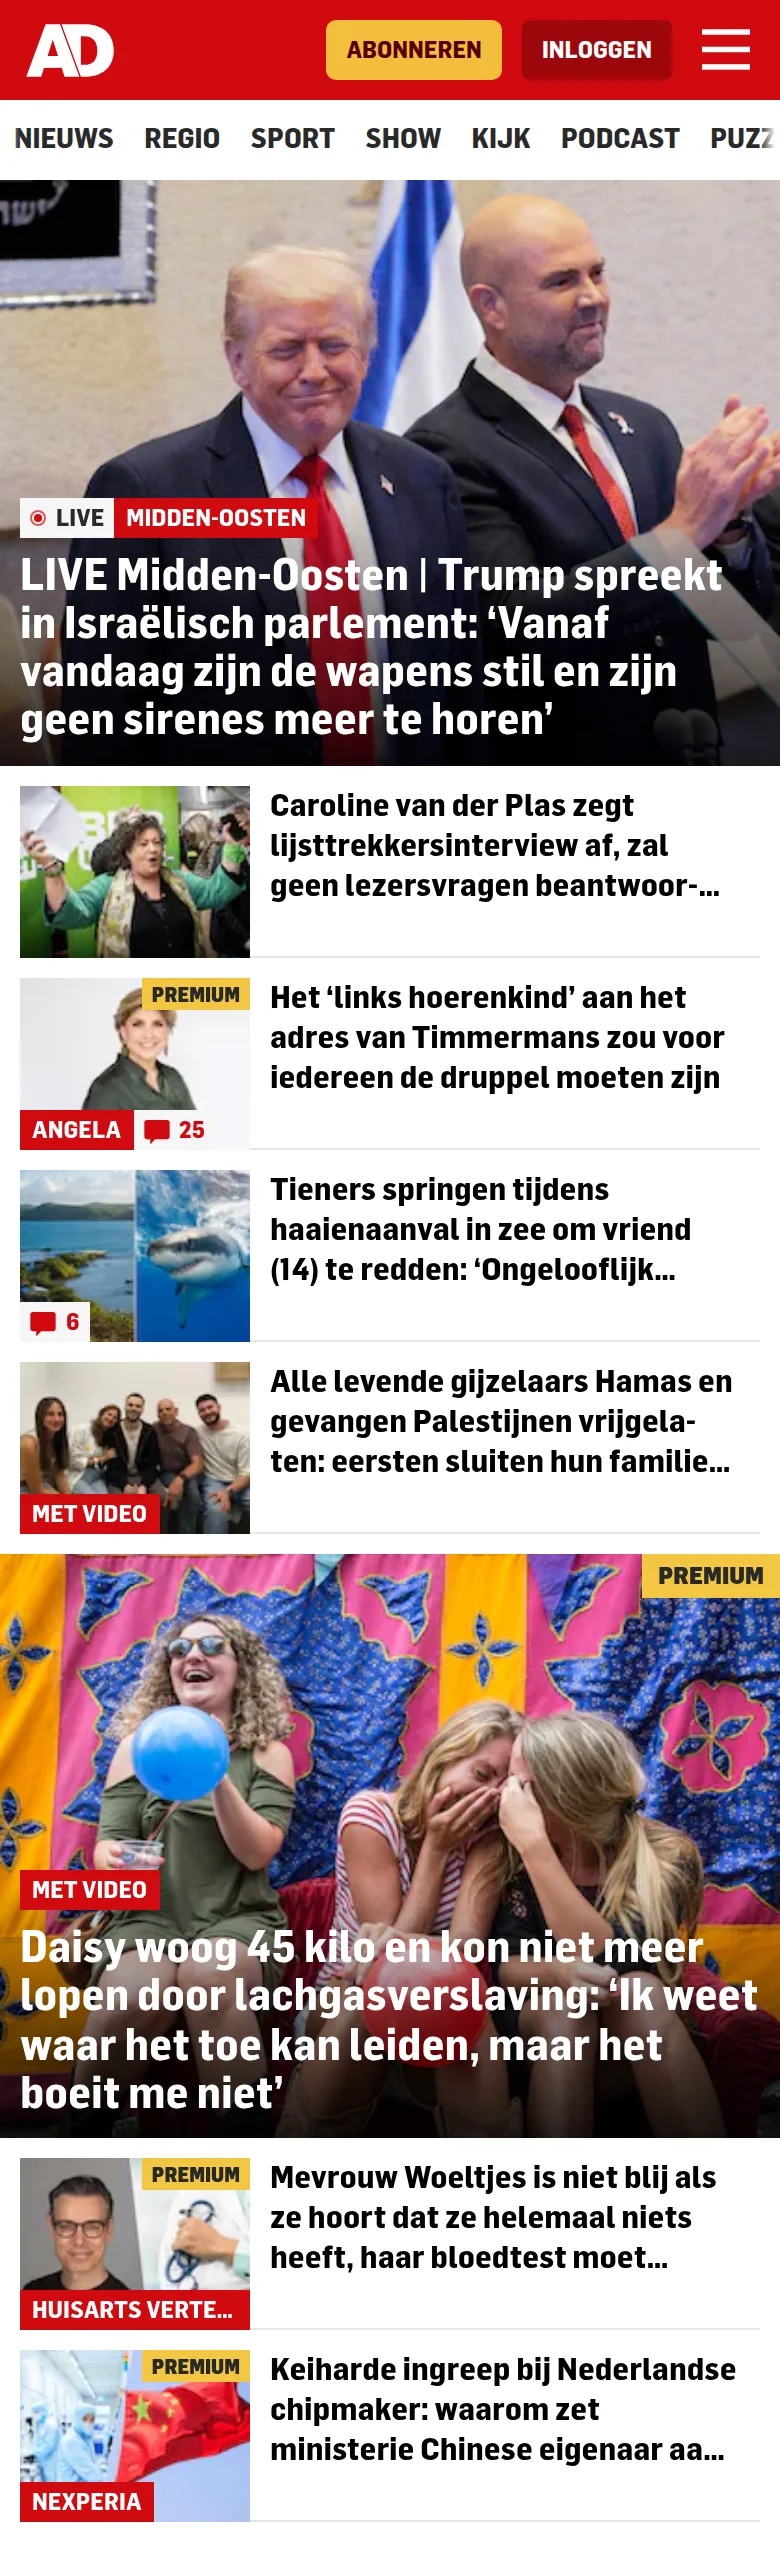 AD
ABONNEREN
INLOGGEN
NIEUWS REGIO SPORT SHOW KIJK PODCAST PUZZ
LIVE MIDDEN-OOSTEN
LIVE Midden-Oosten | Trump spreekt
in Israëlisch parlement: ‘Vanaf
vandaag zijn de wapens stil en zijn
geen sirenes meer te horen’
Caroline van der Plas zegt
lijsttrekkersinterview af, zal
geen lezersvragen beantwoor-...
PREMIUM
ANGELA 25
Het ‘links hoerenkind’ aan het
adres van Timmermans zou voor
iedereen de druppel moeten zijn
6
Tieners springen tijdens
haaienaanval in zee om vriend
(14) te redden: ‘Ongelooflijk...
MET VIDEO
Alle levende gijzelaars Hamas en
gevangen Palestijnen vrijgela-
ten: eersten sluiten hun familie...
PREMIUM
MET VIDEO
Daisy woog 45 kilo en kon niet meer
lopen door lachgasverslaving: ‘Ik weet
waar het toe kan leiden, maar het
boeit me niet’
PREMIUM
HUISARTS VERTE...
Mevrouw Woeltjes is niet blij als
ze hoort dat ze helemaal niets
heeft, haar bloedtest moet...
PREMIUM
NEXPERIA
Keiharde ingreep bij Nederlandse
chipmaker: waarom zet
ministerie Chinese eigenaar aa...